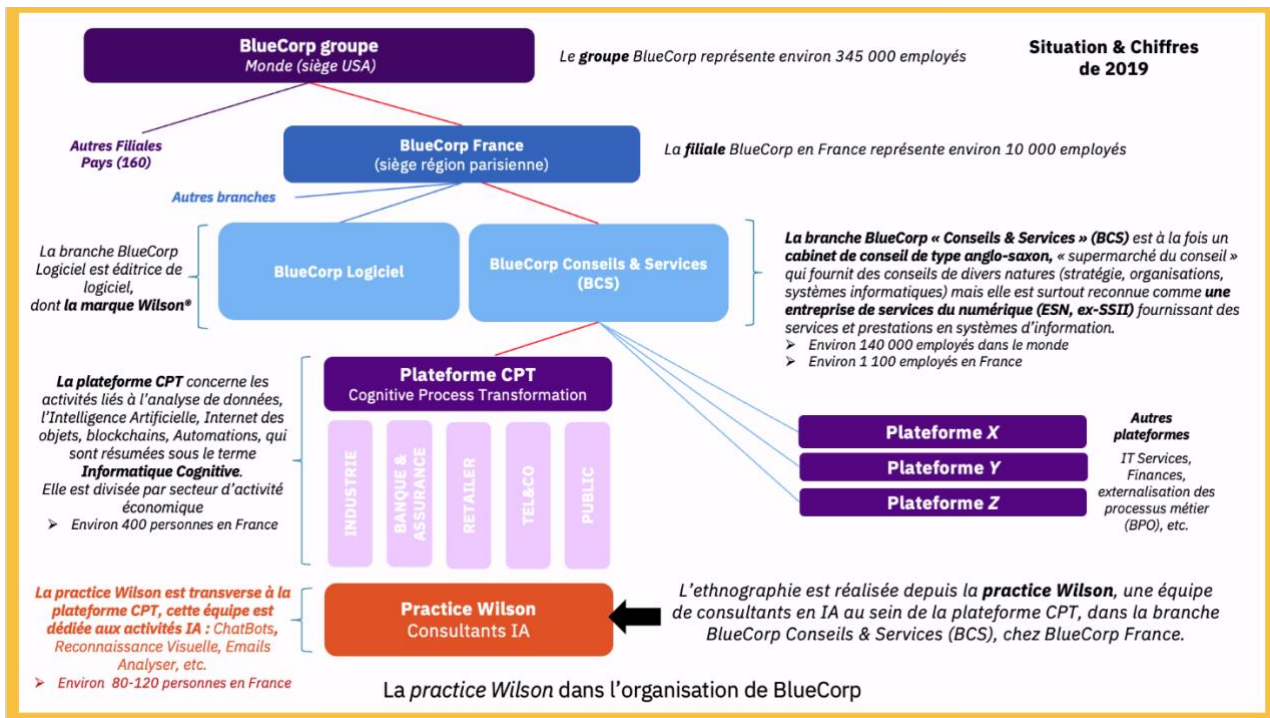 BlueCorp groupe
Monde (siège USA)
Le groupe BlueCorp représente environ 345 000 employés
Situation & Chiffres
de 2019
Autres Filiales
Pays (160)
BlueCorp France
(siège région parisienne)
La filiale BlueCorp en France représente environ 10 000 employés
Autres branches
La branche BlueCorp
Logiciel est éditrice de
logiciel,
dont la marque Wilson®
BlueCorp Logiciel
BlueCorp Conseils & Services
(BCS)
La branche BlueCorp « Conseils & Services » (BCS) est à la fois un
cabinet de conseil de type anglo-saxon, « supermarché du conseil »
qui fournit des conseils de divers natures (stratégie, organisations,
systèmes informatiques) mais elle est surtout reconnue comme une
entreprise de services du numérique (ESN, ex-SSII) fournissant des
services et prestations en systèmes d'information.
➢ Environ 140 000 employés dans le monde
➢ Environ 1 100 employés en France
La plateforme CPT concerne les
activités liés à l'analyse de données,
l'Intelligence Artificielle, Internet des
objets, blockchains, Automations, qui
sont résumées sous le terme
Informatique Cognitive.
Elle est divisée par secteur d'activité
économique
➢ Environ 400 personnes en France
Plateforme CPT
Cognitive Process Transformation
INDUSTRIE
BANQUE &
ASSURANCE
RETAILER
TEL&CO
PUBLIC
Plateforme X
Plateforme Y
Plateforme Z
Autres
plateformes
IT Services,
Finances,
externalisation des
processus métier
(BPO), etc.
La practice Wilson est transverse à la
plateforme CPT, cette équipe est
dédiée aux activités IA : ChatBots,
Reconnaissance Visuelle, Emails
Analyser, etc.
➢ Environ 80-120 personnes en France
Practice Wilson
Consultants IA
L'ethnographie est réalisée depuis la practice Wilson, une équipe
de consultants en IA au sein de la plateforme CPT, dans la branche
BlueCorp Conseils & Services (BCS), chez BlueCorp France.
La practice Wilson dans l'organisation de BlueCorp